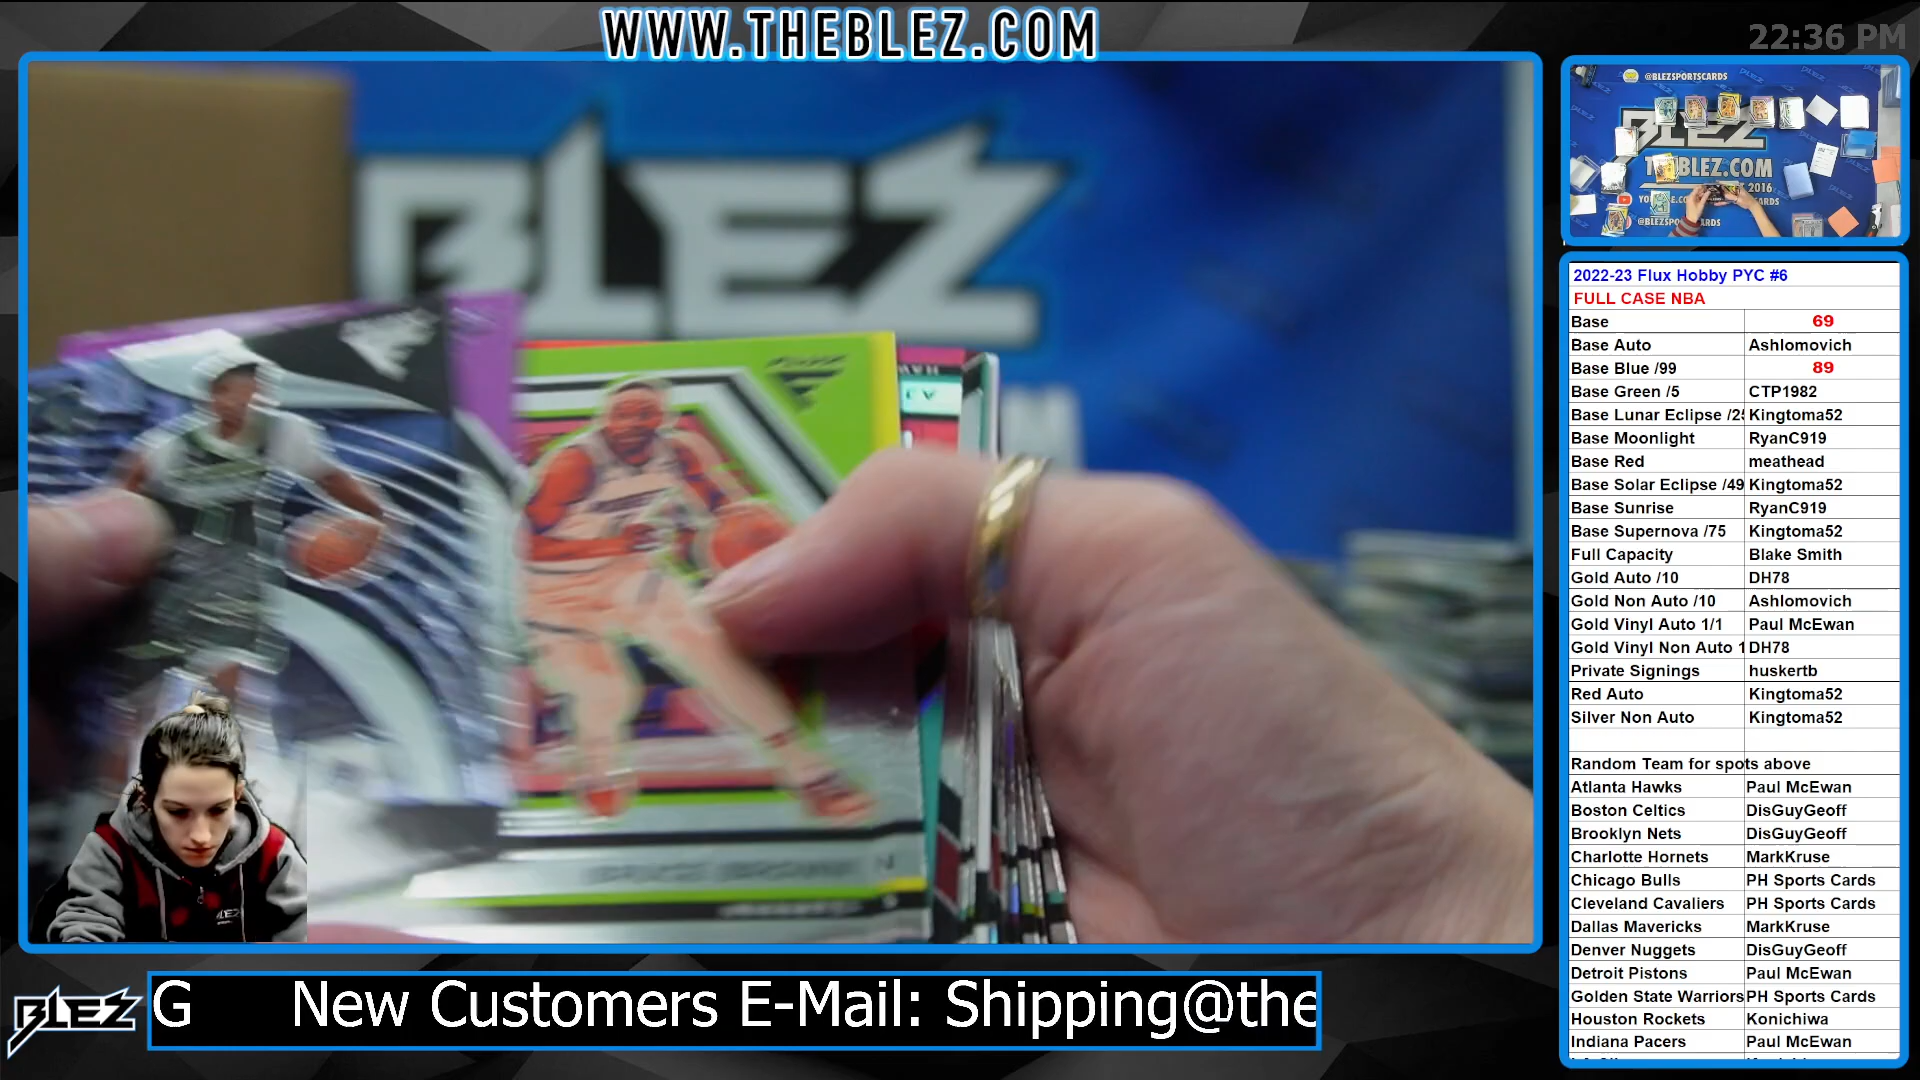 WWW.THEBLEZ.COM
22:36 PM
BLEZ
@BLEZSPORTSCARDS
BLEZ
THEBLEZ.COM
2016
FLUX
BLEZ
2022-23 Flux Hobby PYC #6
FULL CASE NBA
Base 69
Base Auto Ashlomovich
Base Blue /99 89
Base Green /5 CTP1982
Base Lunar Eclipse /25 Kingtoma52
Base Moonlight RyanC919
Base Red meathead
Base Solar Eclipse /49 Kingtoma52
Base Sunrise RyanC919
Base Supernova /75 Kingtoma52
Full Capacity Blake Smith
Gold Auto /10 DH78
Gold Non Auto /10 Ashlomovich
Gold Vinyl Auto 1/1 Paul McEwan
Gold Vinyl Non Auto 1 DH78
Private Signings huskertb
Red Auto Kingtoma52
Silver Non Auto Kingtoma52
Random Team for spots above
Atlanta Hawks Paul McEwan
Boston Celtics DisGuyGeoff
Brooklyn Nets DisGuyGeoff
Charlotte Hornets MarkKruse
Chicago Bulls PH Sports Cards
Cleveland Cavaliers PH Sports Cards
Dallas Mavericks MarkKruse
Denver Nuggets DisGuyGeoff
Detroit Pistons Paul McEwan
Golden State Warriors PH Sports Cards
Houston Rockets Konichiwa
Indiana Pacers Paul McEwan
BLEZ
G New Customers E-Mail: Shipping@the